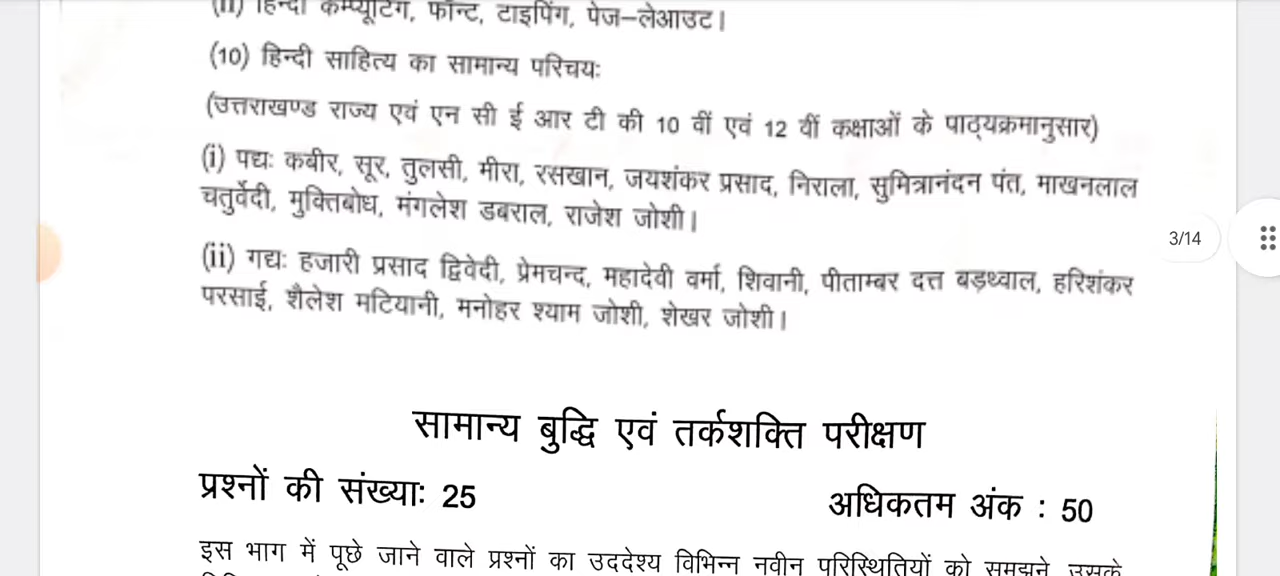 (ii) हिन्दी कम्प्यूटिंग, फॉन्ट, टाइपिंग, पेज–लेआउट।
(10) हिन्दी साहित्य का सामान्य परिचयः
(उत्तराखण्ड राज्य एवं एन सी ई आर टी की 10 वीं एवं 12 वीं कक्षाओं के पाठ्यक्रमानुसार)
(i) पद्यः कबीर, सूर, तुलसी, मीरा, रसखान, जयशंकर प्रसाद, निराला, सुमित्रानंदन पंत, माखनलाल
चतुर्वेदी, मुक्तिबोध, मंगलेश डबराल, राजेश जोशी।
3/14
(ii) गद्यः हजारी प्रसाद द्विवेदी, प्रेमचन्द, महादेवी वर्मा, शिवानी, पीताम्बर दत्त बड़थ्वाल, हरिशंकर
परसाई, शैलेश मटियानी, मनोहर श्याम जोशी, शेखर जोशी।
सामान्य बुद्धि एवं तर्कशक्ति परीक्षण
प्रश्नों की संख्याः 25 अधिकतम अंक : 50
इस भाग में पूछे जाने वाले प्रश्नों का उददेश्य विभिन्न नवीन परिस्थितियों को समझने, उसके